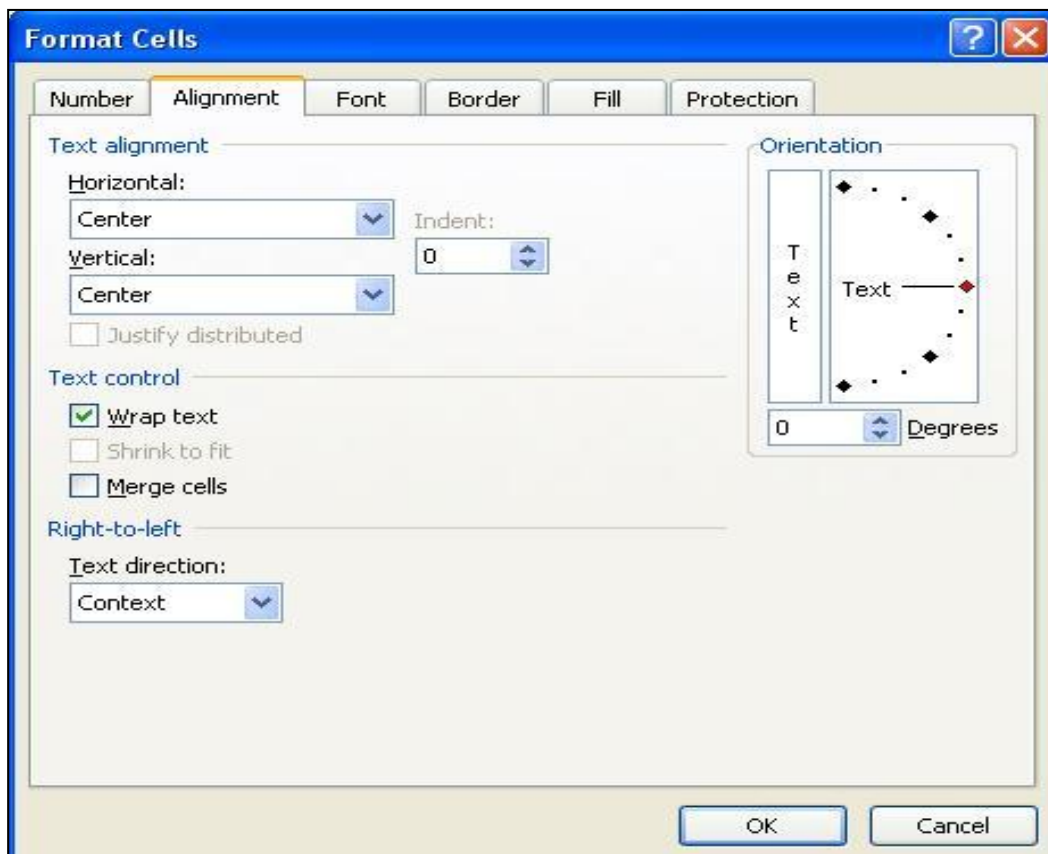 Format Cells
Number Alignment Font Border Fill Protection
Text alignment
Horizontal:
Center
Indent:
0
Vertical:
Center
Justify distributed
Text control
Wrap text
Shrink to fit
Merge cells
Right-to-left
Text direction:
Context
Orientation
Text
Text
0 Degrees
OK Cancel